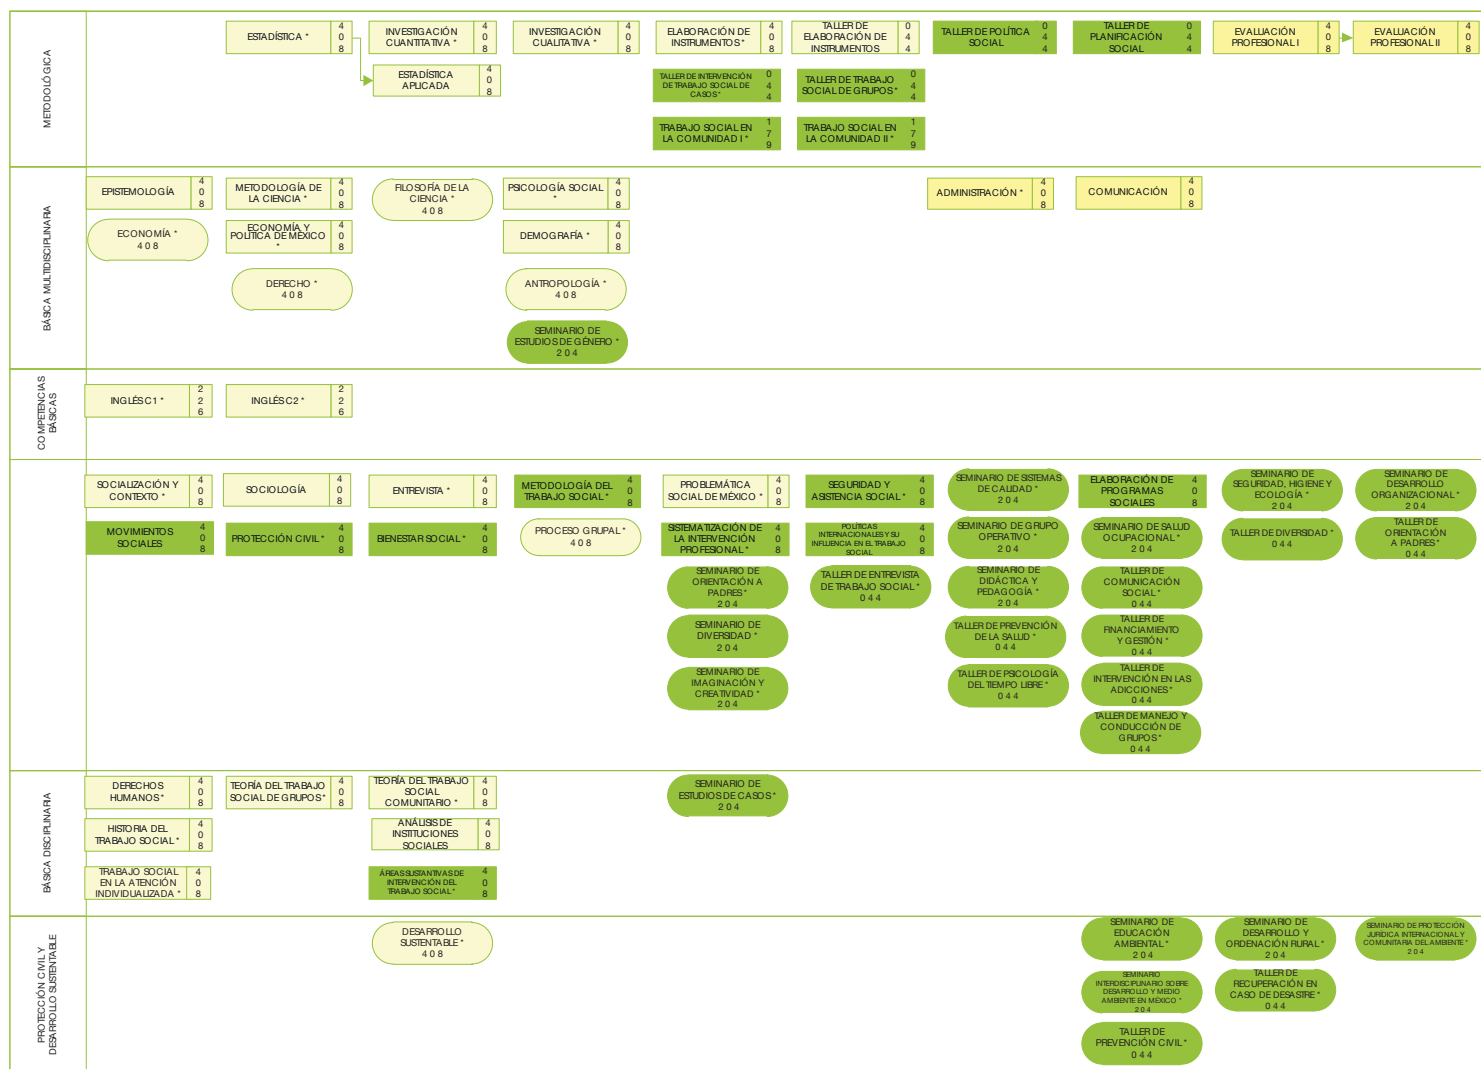 METODOLÓGICA
ESTADÍSTICA *
4
0
8
INVESTIGACIÓN
CUANTITATIVA *
4
0
8
INVESTIGACIÓN
CUALITATIVA *
4
0
8
ELABORACIÓN DE
INSTRUMENTOS *
4
0
8
TALLER DE
ELABORACIÓN DE
INSTRUMENTOS
0
4
4
TALLER DE POLÍTICA
SOCIAL
0
4
4
TALLER DE
PLANIFICACIÓN
SOCIAL
0
4
4
EVALUACIÓN
PROFESIONAL I
4
0
8
EVALUACIÓN
PROFESIONAL II
4
0
8
ESTADÍSTICA
APLICADA
4
0
8
TALLER DE INTERVENCIÓN
DE TRABAJO SOCIAL DE
CASOS *
0
4
4
TALLER DE TRABAJO
SOCIAL DE GRUPOS *
0
4
4
TRABAJO SOCIAL EN
LA COMUNIDAD I *
1
7
9
TRABAJO SOCIAL EN
LA COMUNIDAD II *
1
7
9
BÁSICA MULTIDISCIPLINARIA
EPISTEMOLOGÍA
4
0
8
METODOLOGÍA DE
LA CIENCIA *
4
0
8
FILOSOFÍA DE LA
CIENCIA *
4 0 8
PSICOLOGÍA SOCIAL
*
4
0
8
ADMINISTRACIÓN *
4
0
8
COMUNICACIÓN
4
0
8
ECONOMÍA *
4 0 8
ECONOMÍA Y
POLÍTICA DE MÉXICO
*
4
0
8
DEMOGRAFÍA *
4
0
8
DERECHO *
4 0 8
ANTROPOLOGÍA *
4 0 8
SEMINARIO DE
ESTUDIOS DE GÉNERO *
2 0 4
COMPETENCIAS
BÁSICAS
INGLÉS C1 *
2
2
6
INGLÉS C2 *
2
2
6
SOCIALIZACIÓN Y
CONTEXTO *
4
0
8
SOCIOLOGÍA
4
0
8
ENTREVISTA *
4
0
8
METODOLOGÍA DEL
TRABAJO SOCIAL *
4
0
8
PROBLEMÁTICA
SOCIAL DE MÉXICO *
4
0
8
SEGURIDAD Y
ASISTENCIA SOCIAL *
4
0
8
SEMINARIO DE SISTEMAS
DE CALIDAD *
2 0 4
ELABORACIÓN DE
PROGRAMAS
SOCIALES
4
0
8
SEMINARIO DE
SEGURIDAD, HIGIENE Y
ECOLOGÍA *
2 0 4
SEMINARIO DE
DESARROLLO
ORGANIZACIONAL *
2 0 4
MOVIMIENTOS
SOCIALES
4
0
8
PROTECCIÓN CIVIL *
4
0
8
BIENESTAR SOCIAL *
4
0
8
PROCESO GRUPAL *
4 0 8
SISTEMATIZACIÓN DE
LA INTERVENCIÓN
PROFESIONAL *
4
0
8
POLÍTICAS
INTERNACIONALES Y SU
INFLUENCIA EN EL TRABAJO
SOCIAL
4
0
8
SEMINARIO DE GRUPO
OPERATIVO *
2 0 4
SEMINARIO DE SALUD
OCUPACIONAL *
2 0 4
TALLER DE DIVERSIDAD *
0 4 4
TALLER DE
ORIENTACIÓN
A PADRES *
0 4 4
SEMINARIO DE
ORIENTACIÓN A
PADRES *
2 0 4
TALLER DE ENTREVISTA
DE TRABAJO SOCIAL *
0 4 4
SEMINARIO DE
DIDÁCTICA Y
PEDAGOGÍA *
2 0 4
TALLER DE
COMUNICACIÓN
SOCIAL *
0 4 4
SEMINARIO DE
DIVERSIDAD *
2 0 4
TALLER DE PREVENCIÓN
DE LA SALUD *
0 4 4
TALLER DE
FINANCIAMIENTO
Y GESTIÓN *
0 4 4
SEMINARIO DE
IMAGINACIÓN Y
CREATIVIDAD *
2 0 4
TALLER DE PSICOLOGÍA
DEL TIEMPO LIBRE *
0 4 4
TALLER DE
INTERVENCIÓN EN LAS
ADICCIONES *
0 4 4
TALLER DE MANEJO Y
CONDUCCIÓN DE
GRUPOS *
0 4 4
BÁSICA DISCIPLINARIA
DERECHOS
HUMANOS *
4
0
8
TEORÍA DEL TRABAJO
SOCIAL DE GRUPOS *
4
0
8
TEORÍA DEL TRABAJO
SOCIAL
COMUNITARIO *
4
0
8
SEMINARIO DE
ESTUDIOS DE CASOS *
2 0 4
HISTORIA DEL
TRABAJO SOCIAL *
4
0
8
ANÁLISIS DE
INSTITUCIONES
SOCIALES
4
0
8
TRABAJO SOCIAL
EN LA ATENCIÓN
INDIVIDUALIZADA *
4
0
8
ÁREAS SUSTANTIVAS DE
INTERVENCIÓN DEL
TRABAJO SOCIAL *
4
0
8
PROTECCIÓN CIVIL Y
DESARROLLO SUSTENTABLE
DESARROLLO
SUSTENTABLE *
4 0 8
SEMINARIO DE
EDUCACIÓN
AMBIENTAL *
2 0 4
SEMINARIO DE
DESARROLLO Y
ORDENACIÓN RURAL *
2 0 4
SEMINARIO DE PROTECCIÓN
JURÍDICA INTERNACIONAL Y
COMUNITARIA DEL AMBIENTE *
2 0 4
SEMINARIO
INTERDISCIPLINARIO SOBRE
DESARROLLO Y MEDIO
AMBIENTE EN MÉXICO *
2 0 4
TALLER DE
RECUPERACIÓN EN
CASO DE DESASTRE *
0 4 4
TALLER DE
PREVENCIÓN CIVIL *
0 4 4